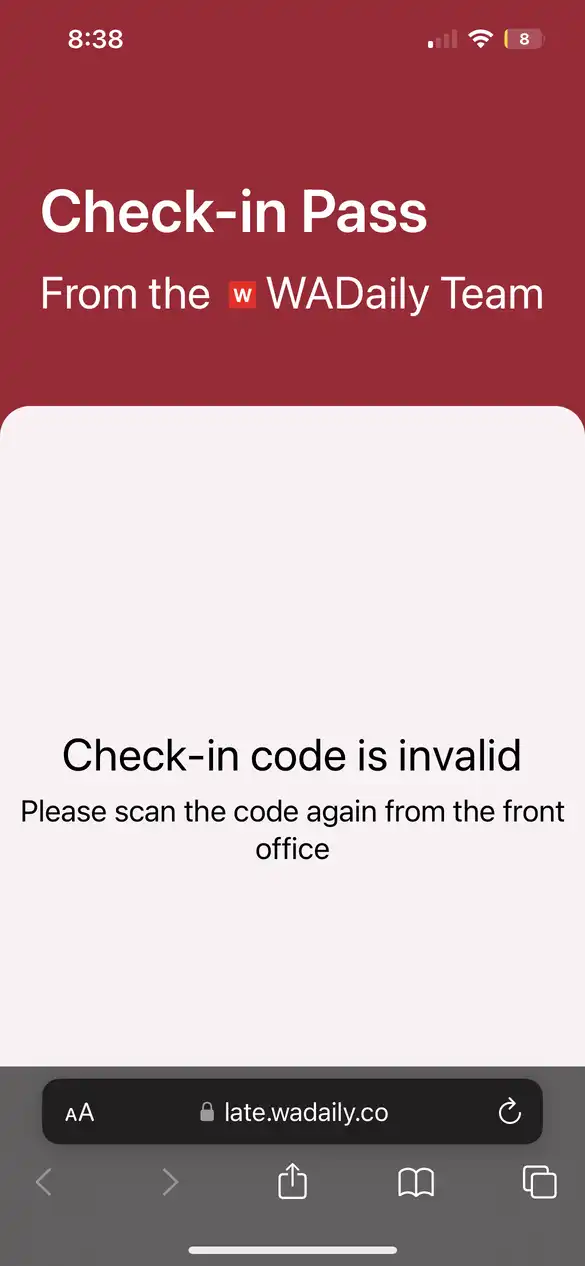 8:38
8
Check-in Pass
From the W WADaily Team
Check-in code is invalid
Please scan the code again from the front
office
AA late.wadaily.co